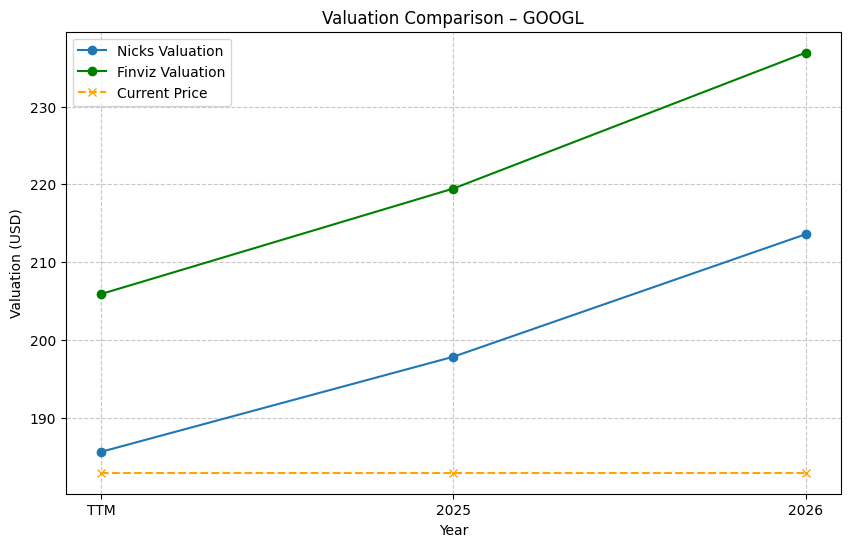 Valuation Comparison – GOOGL
Nicks Valuation
Finviz Valuation
Current Price
Valuation (USD)
230
220
210
200
190
TTM
2025
2026
Year